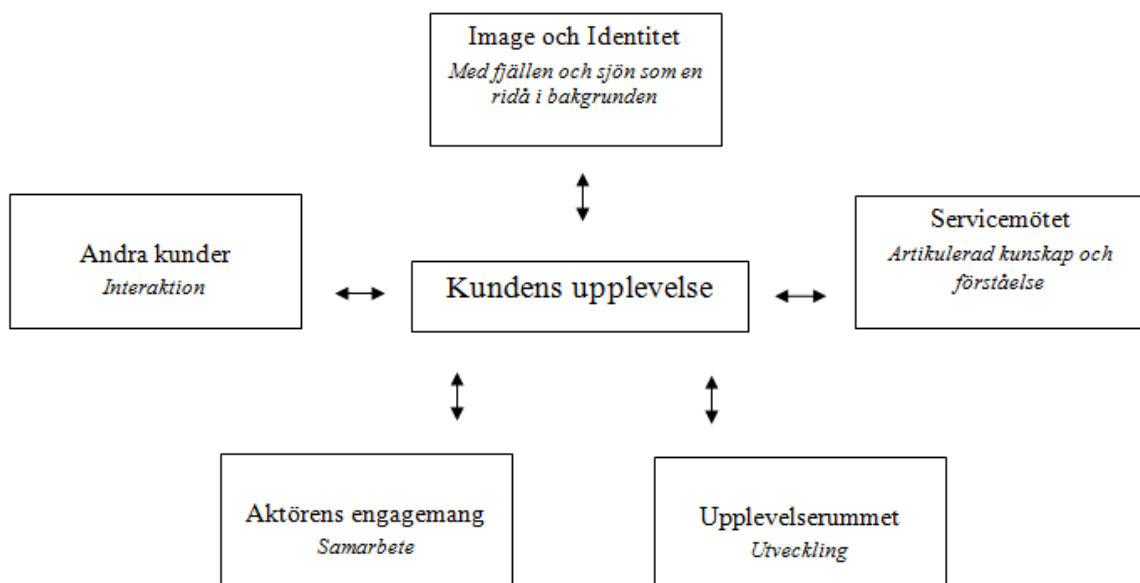 Image och Identitet
Med fjällen och sjön som en
ridå i bakgrunden
Andra kunder
Interaktion
Servicemötet
Artikulerad kunskap och
förståelse
Kundens upplevelse
Aktörens engagemang
Samarbete
Upplevelserummet
Utveckling